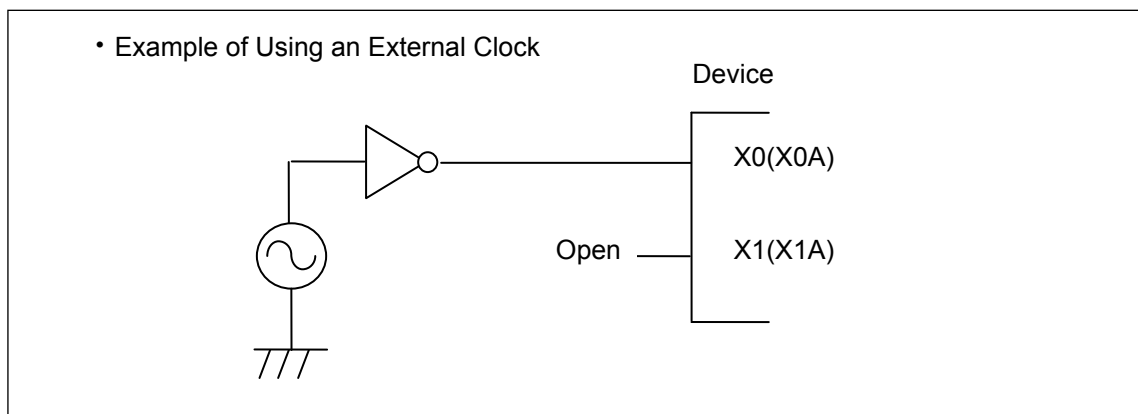 ・Example of Using an External Clock
Device
X0(X0A)
Open
X1(X1A)